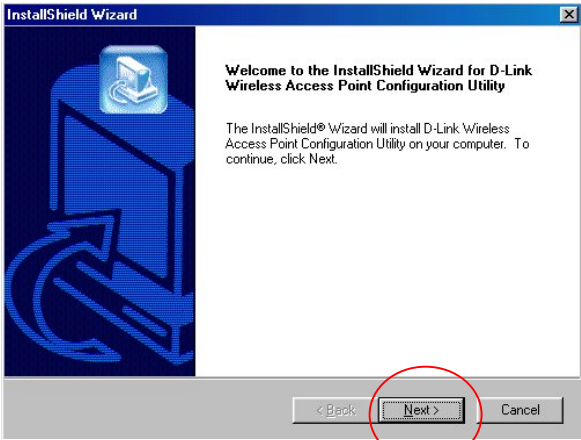 InstallShield Wizard
Welcome to the InstallShield Wizard for D-Link
Wireless Access Point Configuration Utility
The InstallShield® Wizard will install D-Link Wireless
Access Point Configuration Utility on your computer. To
continue, click Next.
< Back
Next >
Cancel